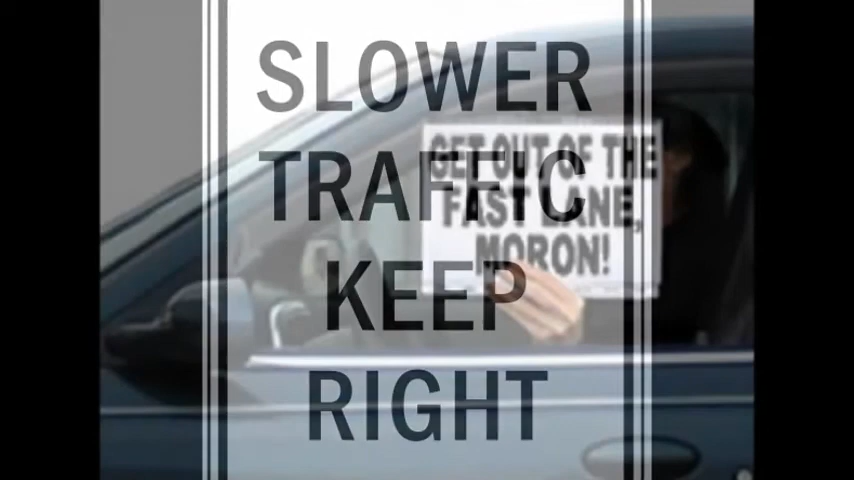 SLOWER
TRAFFIC
KEEP
RIGHT
GET OUT OF THE
FAST LANE,
MORON!